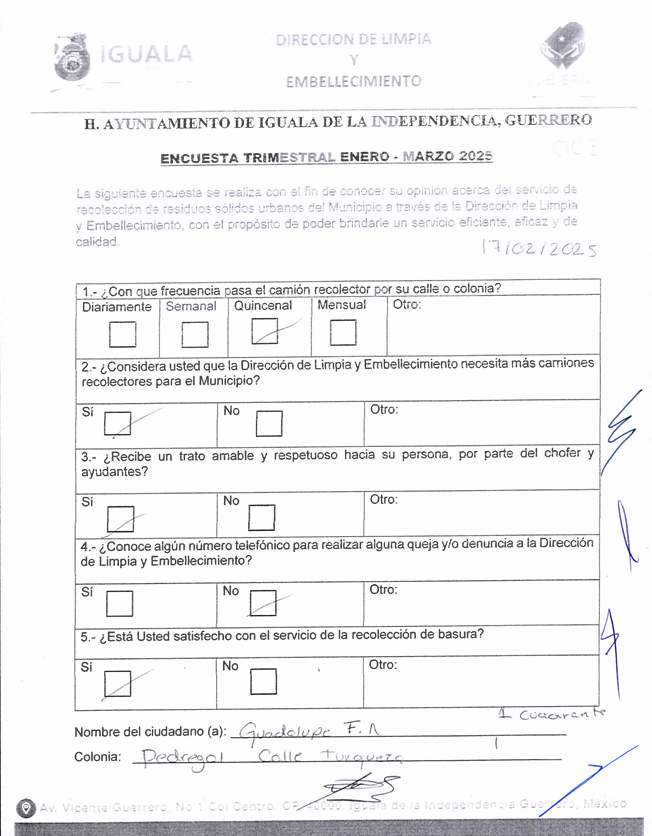 IGUALA
DIRECCION DE LIMPIA
Y
EMBELLECIMIENTO
H. AYUNTAMIENTO DE IGUALA DE LA INDEPENDENCIA, GUERRERO
ENCUESTA TRIMESTRAL ENERO - MARZO 2025
003
La siguiente encuesta se realiza con el fin de conocer su opinión acerca del servicio de
recolección de residuos sólidos urbanos del Municipio a través de la Dirección de Limpia
y Embellecimiento, con el propósito de poder brindarle un servicio eficiente, eficaz y de
calidad.
17/02/2025
1.- ¿Con que frecuencia pasa el camión recolector por su calle o colonia?
Diariamente Semanal Quincenal Mensual Otro:
2.- ¿Considera usted que la Dirección de Limpia y Embellecimiento necesita más camiones
recolectores para el Municipio?
Sí No Otro:
3.- ¿Recibe un trato amable y respetuoso hacia su persona, por parte del chofer y
ayudantes?
Sí No Otro:
4.- ¿Conoce algún número telefónico para realizar alguna queja y/o denuncia a la Dirección
de Limpia y Embellecimiento?
Sí No Otro:
5.- ¿Está Usted satisfecho con el servicio de la recolección de basura?
Sí No Otro:
1
Nombre del ciudadano (a): Guadalupe F.
Colonia: Pedregal Calle Turqueza
Av. Vicente Guerrero, No 1 Col Centro. CP. 40000. Iguala de la Independencia Guerrero, Mexico